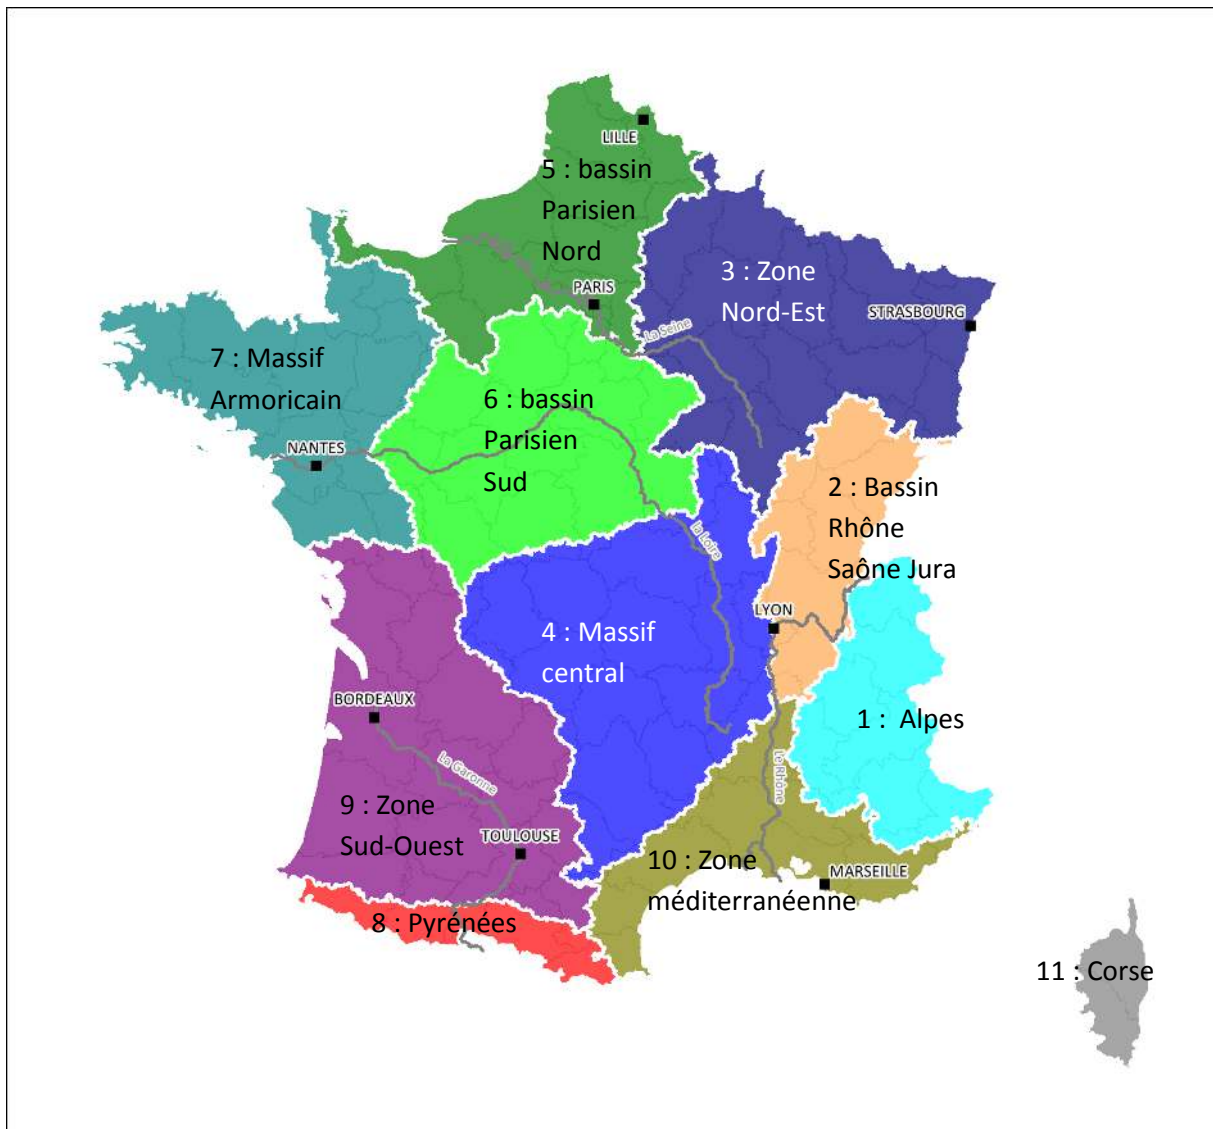 LILLE
5 : bassin
Parisien
Nord
PARIS
3 : Zone
Nord-Est
STRASBOURG
La Seine
7 : Massif
Armoricain
6 : bassin
Parisien
Sud
NANTES
2 : Bassin
Rhône
Saône Jura
la Loire
LYON
4 : Massif
central
BORDEAUX
1 : Alpes
La Garonne
Le Rhône
9 : Zone
Sud-Ouest
TOULOUSE
10 : Zone
méditerranéenne
MARSEILLE
8 : Pyrénées
11 : Corse